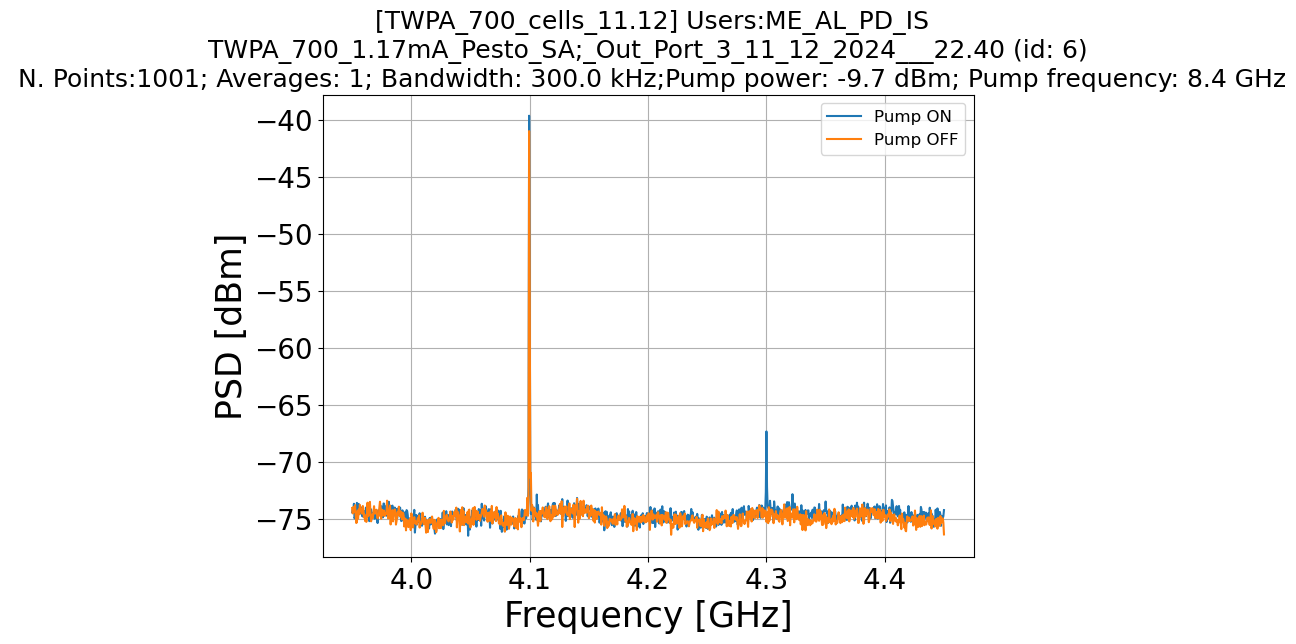 [TWPA_700_cells_11.12] Users:ME_AL_PD_IS
TWPA_700_1.17mA_Pesto_SA;_Out_Port_3_11_12_2024___22.40 (id: 6)
N. Points:1001; Averages: 1; Bandwidth: 300.0 kHz;Pump power: -9.7 dBm; Pump frequency: 8.4 GHz
Pump ON
Pump OFF
−40
−45
−50
−55
−60
−65
−70
−75
PSD [dBm]
4.0 4.1 4.2 4.3 4.4
Frequency [GHz]